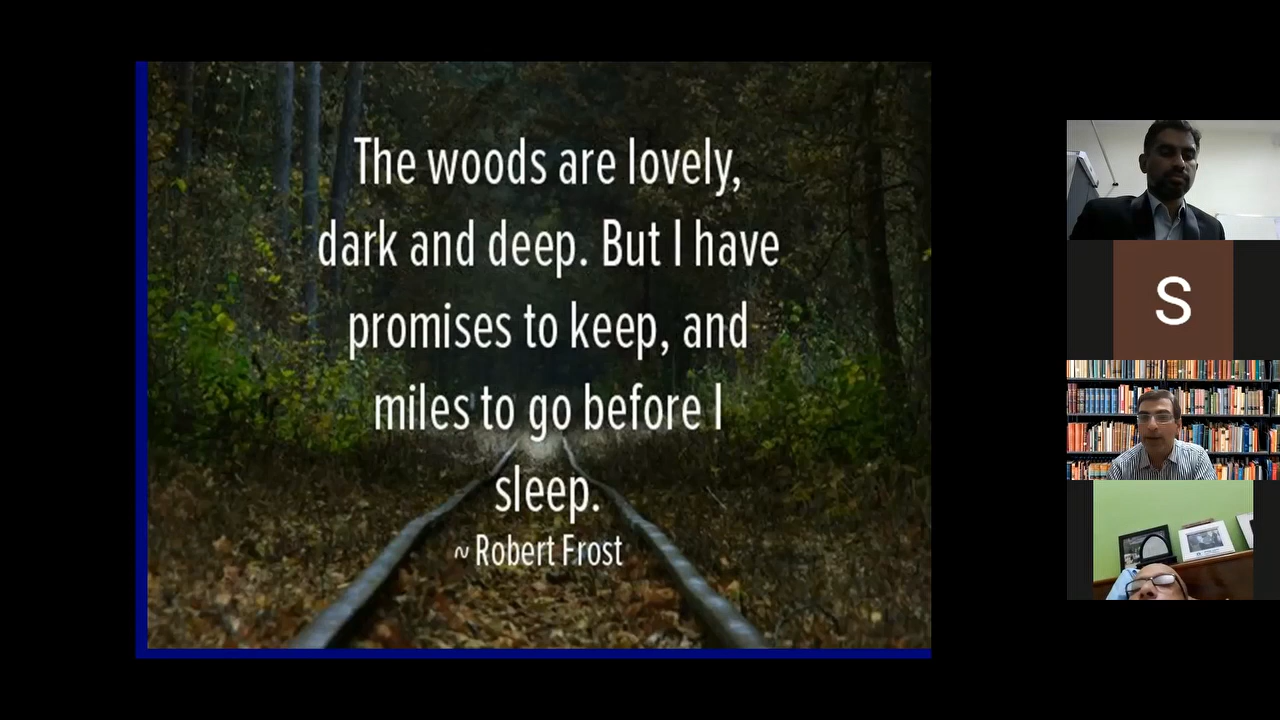 The woods are lovely,
dark and deep. But I have
promises to keep, and
miles to go before I
sleep.
~ Robert Frost
S